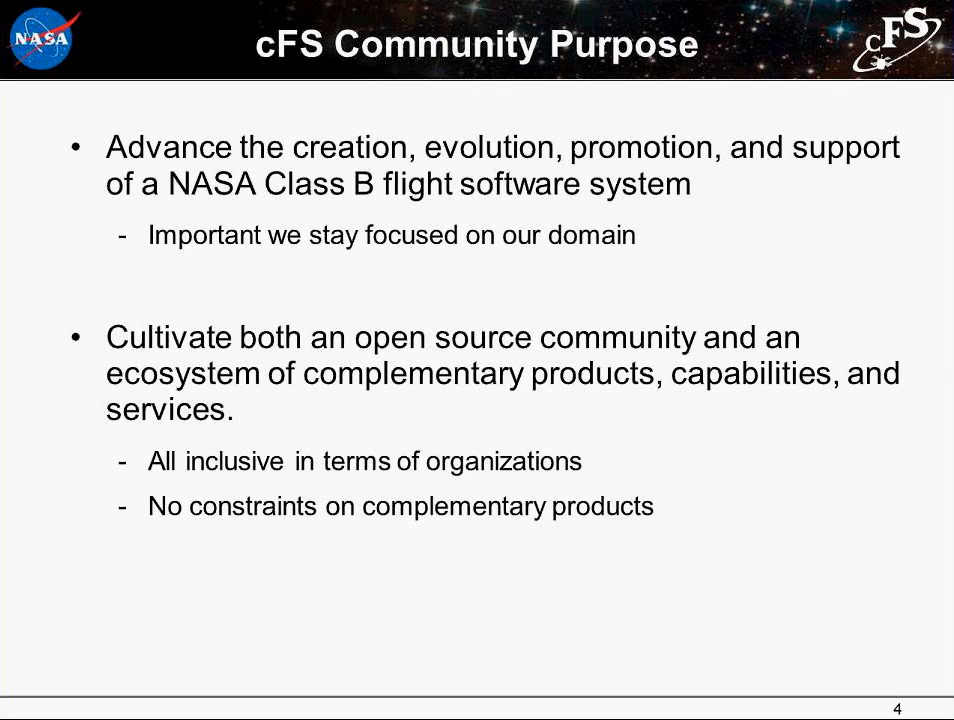 NASA
cFS Community Purpose
cFS
• Advance the creation, evolution, promotion, and support
of a NASA Class B flight software system
- Important we stay focused on our domain
• Cultivate both an open source community and an
ecosystem of complementary products, capabilities, and
services.
- All inclusive in terms of organizations
- No constraints on complementary products
4